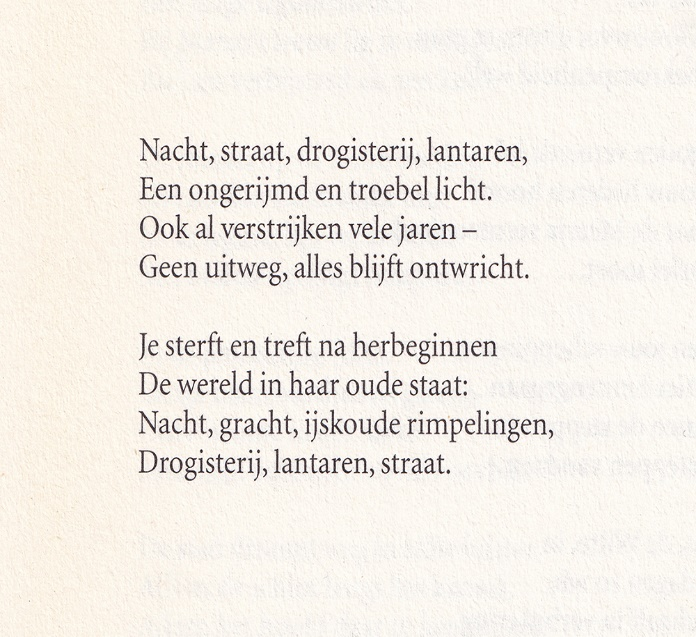 Nacht, straat, drogisterij, lantaren,
Een ongerijmd en troebel licht.
Ook al verstrijken vele jaren –
Geen uitweg, alles blijft ontwricht.
Je sterft en treft na herbeginnen
De wereld in haar oude staat:
Nacht, gracht, ijskoude rimpelingen,
Drogisterij, lantaren, straat.